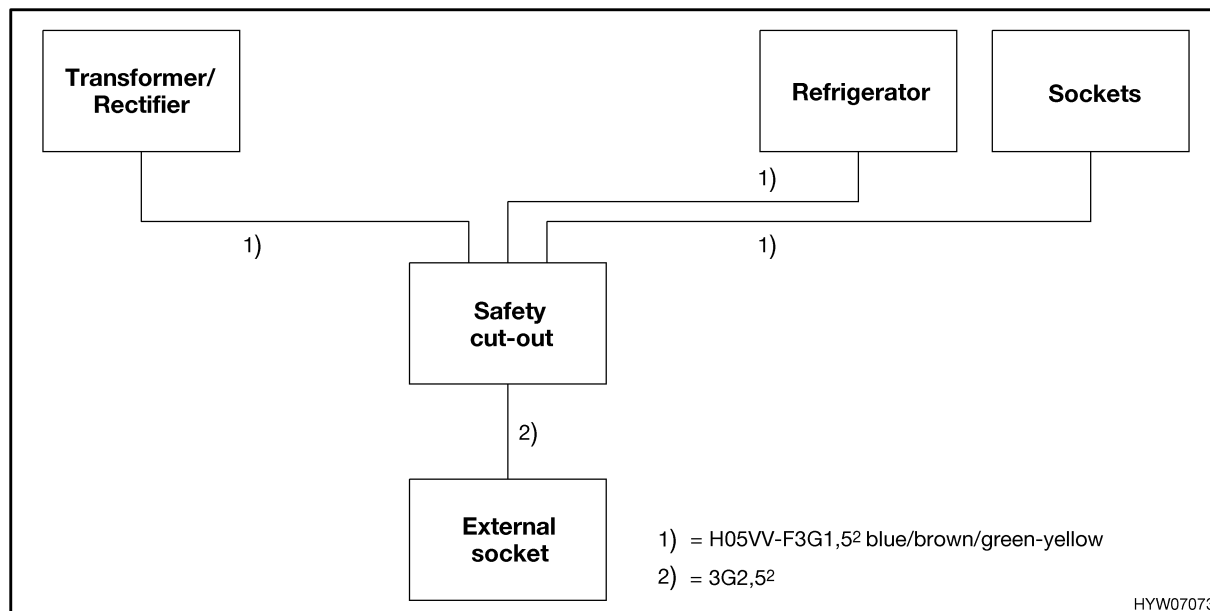 Transformer/
Rectifier
Refrigerator
Sockets
1)
1)
1)
Safety
cut-out
2)
External
socket
1) = H05VV-F3G1,5² blue/brown/green-yellow
2) = 3G2,5²
HYW07073